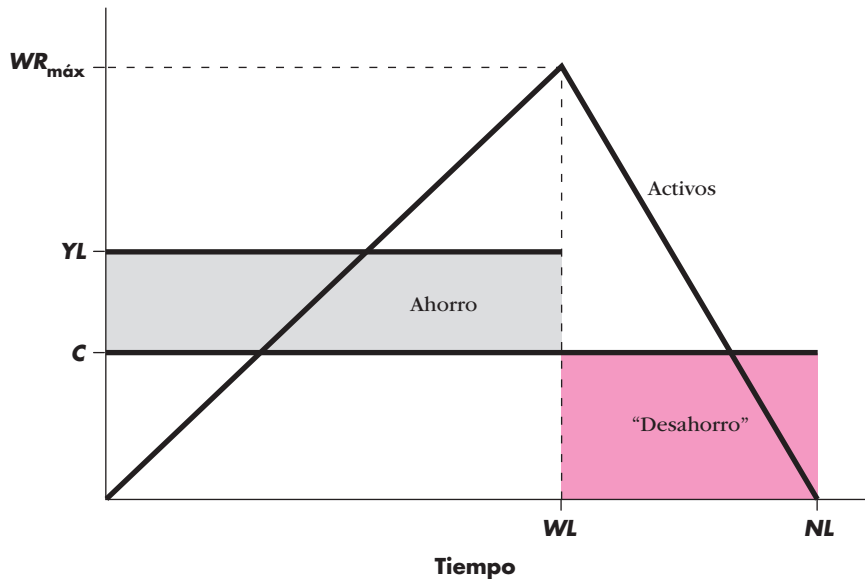 WRmáx
Activos
YL
Ahorro
C
“Desahorro”
WL
NL
Tiempo